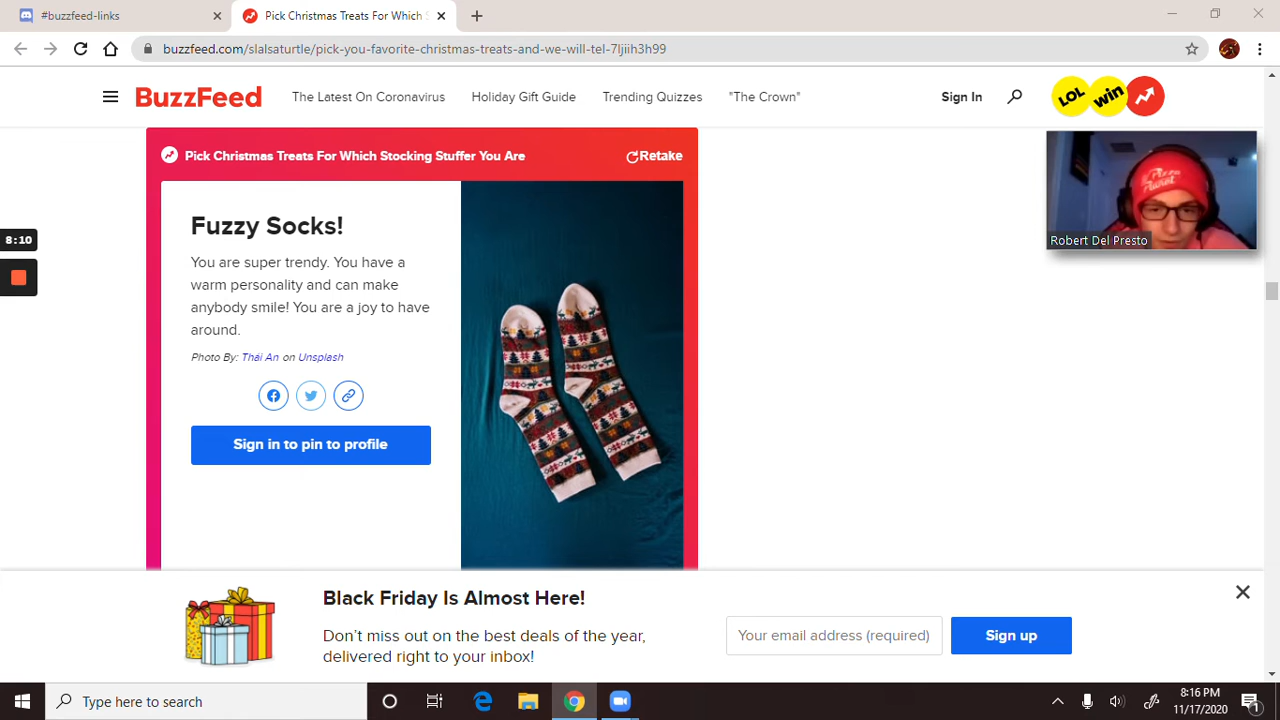 #buzzfeed-links
Pick Christmas Treats For Which S
buzzfeed.com/slalsaturtle/pick-you-favorite-christmas-treats-and-we-will-tel-7ljiih3h99
BuzzFeed
The Latest On Coronavirus
Holiday Gift Guide
Trending Quizzes
"The Crown"
Sign In
LOL
win
Pick Christmas Treats For Which Stocking Stuffer You Are
Retake
Fuzzy Socks!
You are super trendy. You have a
warm personality and can make
anybody smile! You are a joy to have
around.
Photo By: Thái An on Unsplash
Sign in to pin to profile
8:10
Pizza
Planet
Robert Del Presto
Black Friday Is Almost Here!
Don’t miss out on the best deals of the year,
delivered right to your inbox!
Your email address (required)
Sign up
Type here to search
8:16 PM
11/17/2020
1